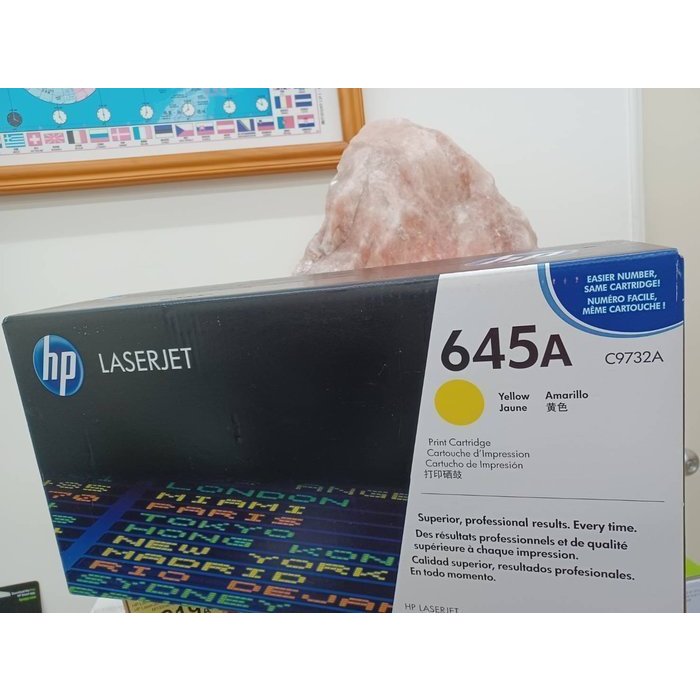 EASIER NUMBER,
SAME CARTRIDGE!
NUMÉRO FACILE,
MÊME CARTOUCHE !
hp
LASERJET
645A
C9732A
Yellow Amarillo
Jaune 黄色
Print Cartridge
Cartouche d'Impression
Cartucho de Impresión
打印硒鼓
Superior, professional results. Every time.
Des résultats professionnels et de qualité
supérieure à chaque impression.
Calidad superior, resultados profesionales.
En todo momento.
HP LASERJET
LONDON
MIAMI
PARIS
TOKYO
HONG KON
NEW YORK
MADRID
RIO DEJAN
SYDNEY